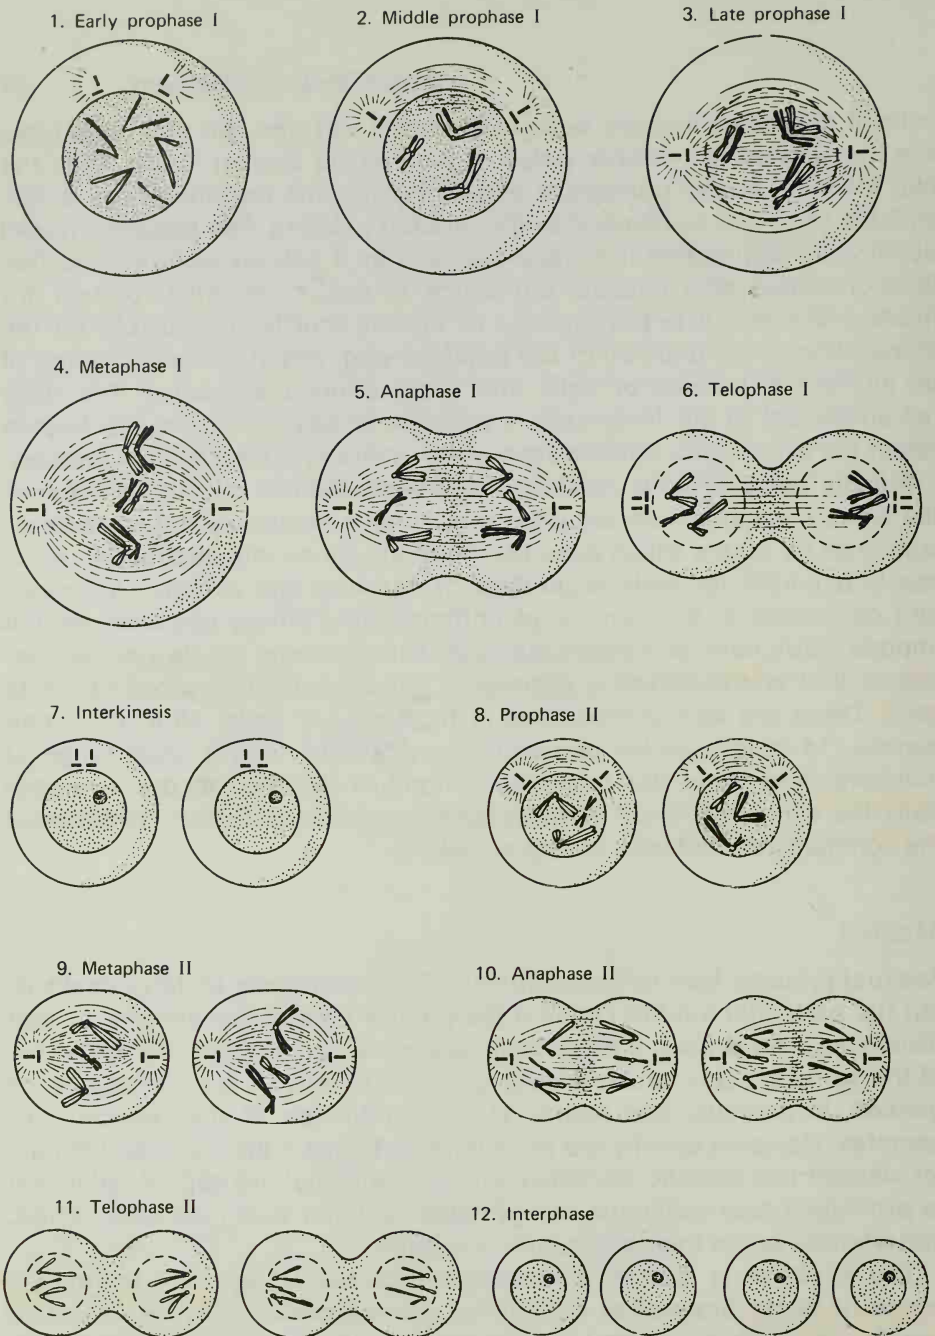 1. Early prophase I
2. Middle prophase I
3. Late prophase I
4. Metaphase I
5. Anaphase I
6. Telophase I
7. Interkinesis
8. Prophase II
9. Metaphase II
10. Anaphase II
11. Telophase II
12. Interphase